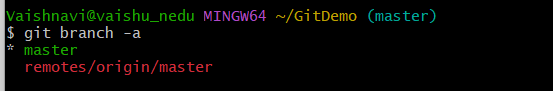 Vaishnavi@vaishu_nedu MINGW64 ~/GitDemo (master)
$ git branch -a
* master
  remotes/origin/master